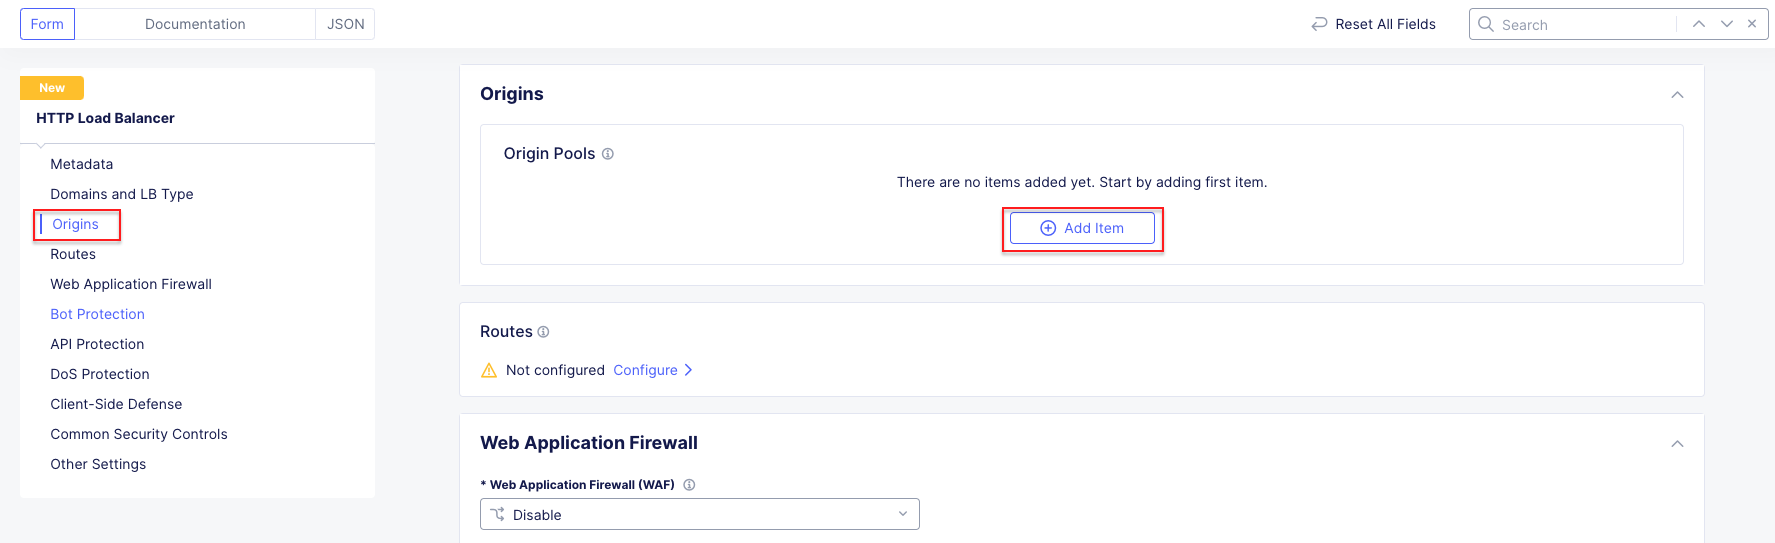 Form
Documentation
JSON
Reset All Fields
Search
New
HTTP Load Balancer
Metadata
Domains and LB Type
Origins
Routes
Web Application Firewall
Bot Protection
API Protection
DoS Protection
Client-Side Defense
Common Security Controls
Other Settings
Origins
Origin Pools
There are no items added yet. Start by adding first item.
Add Item
Routes
Not configured Configure
Web Application Firewall
* Web Application Firewall (WAF)
Disable